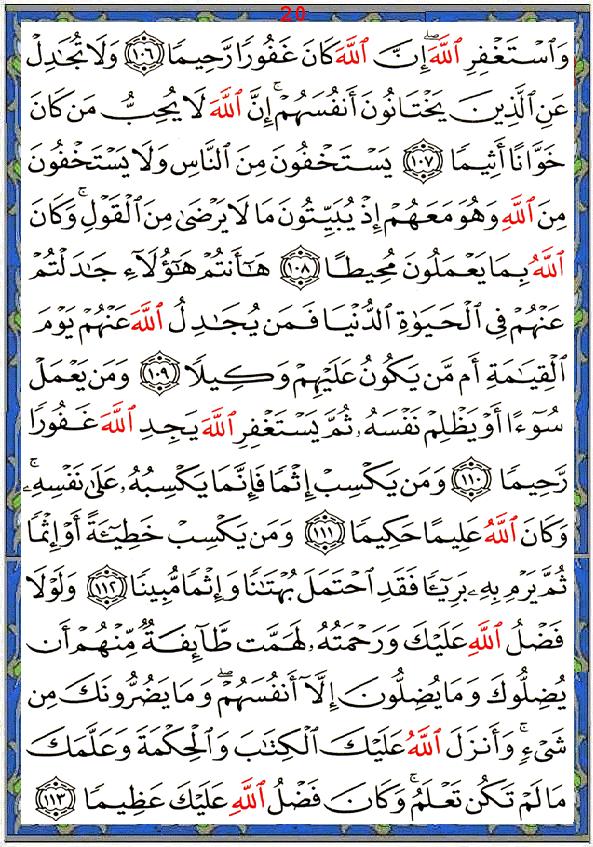 20
وَٱسْتَغْفِرِ ٱللَّهَۖ إِنَّ ٱللَّهَ كَانَ غَفُورًا رَّحِيمًا ١٠٦ وَلَا تُجَٰدِلْ
عَنِ ٱلَّذِينَ يَخْتَانُونَ أَنفُسَهُمْۚ إِنَّ ٱللَّهَ لَا يُحِبُّ مَن كَانَ
خَوَّانًا أَثِيمًا ١٠٧ يَسْتَخْفُونَ مِنَ ٱلنَّاسِ وَلَا يَسْتَخْفُونَ
مِنَ ٱللَّهِ وَهُوَ مَعَهُمْ إِذْ يُبَيِّتُونَ مَا لَا يَرْضَىٰ مِنَ ٱلْقَوْلِۚ وَكَانَ
ٱللَّهُ بِمَا يَعْمَلُونَ مُحِيطًا ١٠٨ هَٰٓأَنتُمْ هَٰٓؤُلَآءِ جَٰدَلْتُمْ
عَنْهُمْ فِى ٱلْحَيَوٰةِ ٱلدُّنْيَا فَمَن يُجَٰدِلُ ٱللَّهَ عَنْهُمْ يَوْمَ
ٱلْقِيَٰمَةِ أَم مَّن يَكُونُ عَلَيْهِمْ وَكِيلًا ١٠٩ وَمَن يَعْمَلْ
سُوٓءًا أَوْ يَظْلِمْ نَفْسَهُۥ ثُمَّ يَسْتَغْفِرِ ٱللَّهَ يَجِدِ ٱللَّهَ غَفُورًا
رَّحِيمًا ١١٠ وَمَن يَكْسِبْ إِثْمًا فَإِنَّمَا يَكْسِبُهُۥ عَلَىٰ نَفْسِهِۦۚ
وَكَانَ ٱللَّهُ عَلِيمًا حَكِيمًا ١١١ وَمَن يَكْسِبْ خَطِيٓـَٔةً أَوْ إِثْمًا
ثُمَّ يَرْمِ بِهِۦ بَرِيٓـًٔا فَقَدِ ٱحْتَمَلَ بُهْتَٰنًا وَإِثْمًا مُّبِينًا ١١٢ وَلَوْلَا
فَضْلُ ٱللَّهِ عَلَيْكَ وَرَحْمَتُهُۥ لَهَمَّت طَّآئِفَةٌ مِّنْهُمْ أَن
يُضِلُّوكَ وَمَا يُضِلُّونَ إِلَّآ أَنفُسَهُمْۖ وَمَا يَضُرُّونَكَ مِن
شَىْءٍۚ وَأَنزَلَ ٱللَّهُ عَلَيْكَ ٱلْكِتَٰبَ وَٱلْحِكْمَةَ وَعَلَّمَكَ
مَا لَمْ تَكُن تَعْلَمُۚ وَكَانَ فَضْلُ ٱللَّهِ عَلَيْكَ عَظِيمًا ١١٣